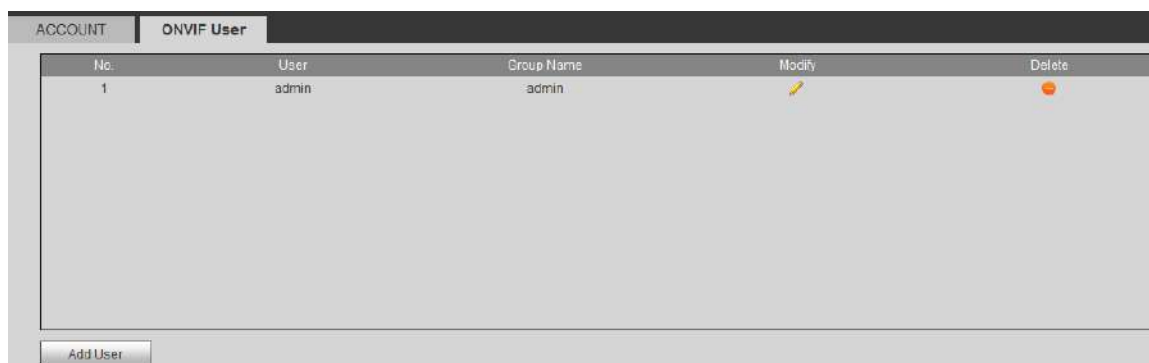 ACCOUNT ONVIF User
No. User Group Name Modify Delete
1 admin admin
Add User